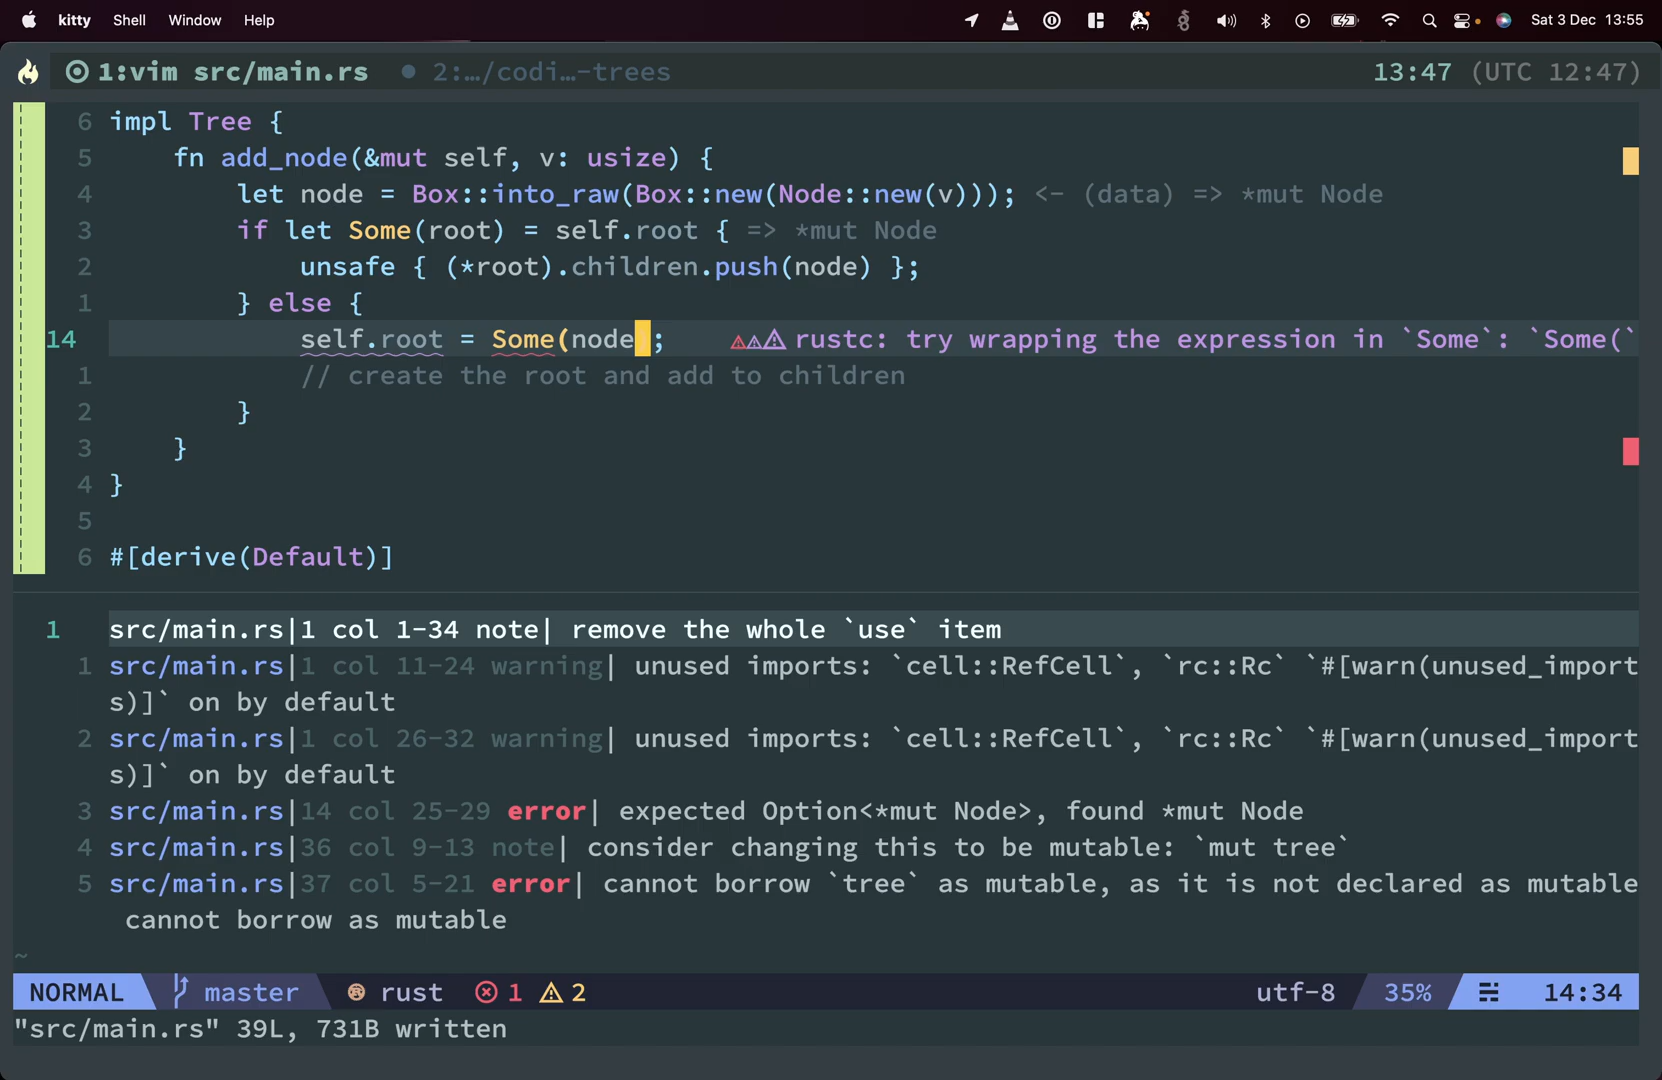 kitty Shell Window Help Sat 3 Dec 13:55
1:vim src/main.rs 2:…/codi…-trees 13:47 (UTC 12:47)
6 impl Tree {
5 fn add_node(&mut self, v: usize) {
4 let node = Box::into_raw(Box::new(Node::new(v))); <- (data) => *mut Node
3 if let Some(root) = self.root { => *mut Node
2 unsafe { (*root).children.push(node) };
1 } else {
14 self.root = Some(node); rustc: try wrapping the expression in `Some`: `Some(`
1 // create the root and add to children
2 }
3 }
4 }
5
6 #[derive(Default)]
1 src/main.rs|1 col 1-34 note| remove the whole `use` item
1 src/main.rs|1 col 11-24 warning| unused imports: `cell::RefCell`, `rc::Rc` `#[warn(unused_import
s)]` on by default
2 src/main.rs|1 col 26-32 warning| unused imports: `cell::RefCell`, `rc::Rc` `#[warn(unused_import
s)]` on by default
3 src/main.rs|14 col 25-29 error| expected Option<*mut Node>, found *mut Node
4 src/main.rs|36 col 9-13 note| consider changing this to be mutable: `mut tree`
5 src/main.rs|37 col 5-21 error| cannot borrow `tree` as mutable, as it is not declared as mutable
cannot borrow as mutable
~
NORMAL master rust 1 2 utf-8 35% 14:34
"src/main.rs" 39L, 731B written